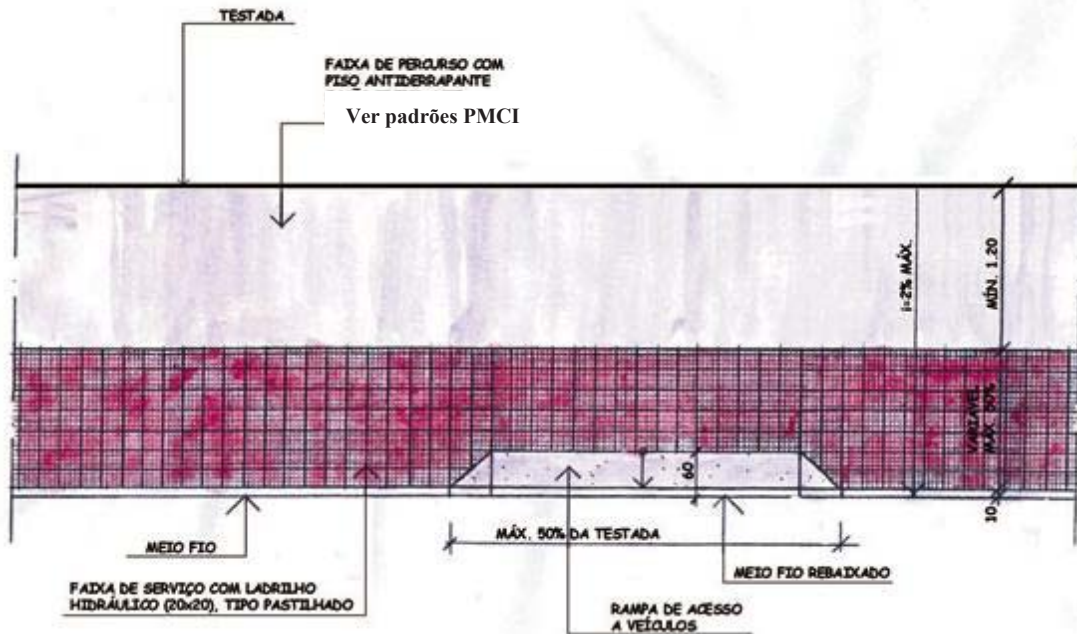 TESTADA
FAIXA DE PERCURSO COM
PISO ANTIDERRAPANTE
Ver padrões PMCI
i=2% MÁX.
MÍN. 1.20
VARIÁVEL
MÁX. 50%
60
10
MÁX. 50% DA TESTADA
MEIO FIO
MEIO FIO REBAIXADO
FAIXA DE SERVIÇO COM LADRILHO
HIDRÁULICO (20x20), TIPO PASTILHADO
RAMPA DE ACESSO
A VEÍCULOS